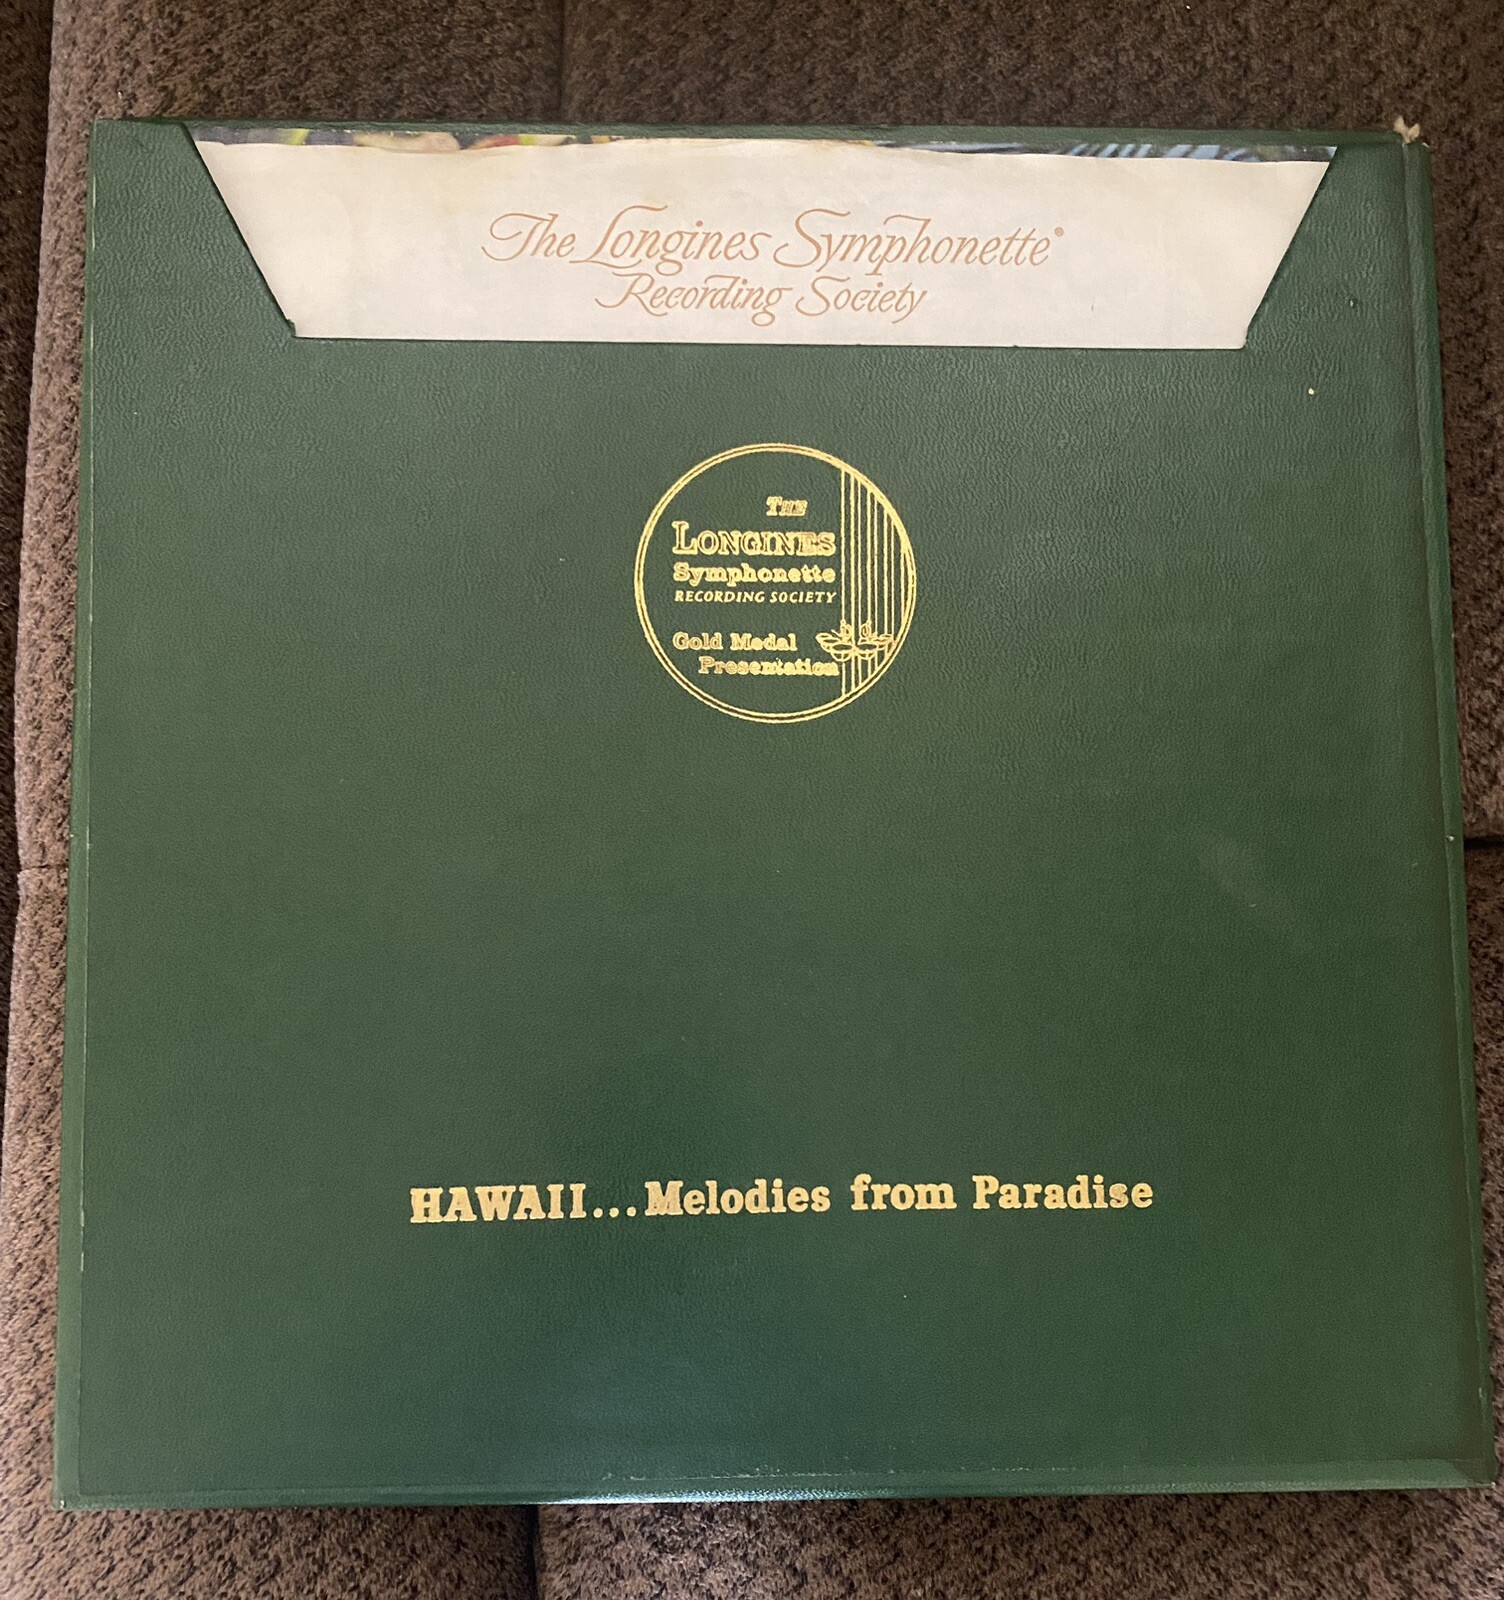 The Longines Symphonette®
Recording Society
THE
LONGINES
Symphonette
RECORDING SOCIETY
Gold Medal
Presentation
HAWAII...Melodies from Paradise